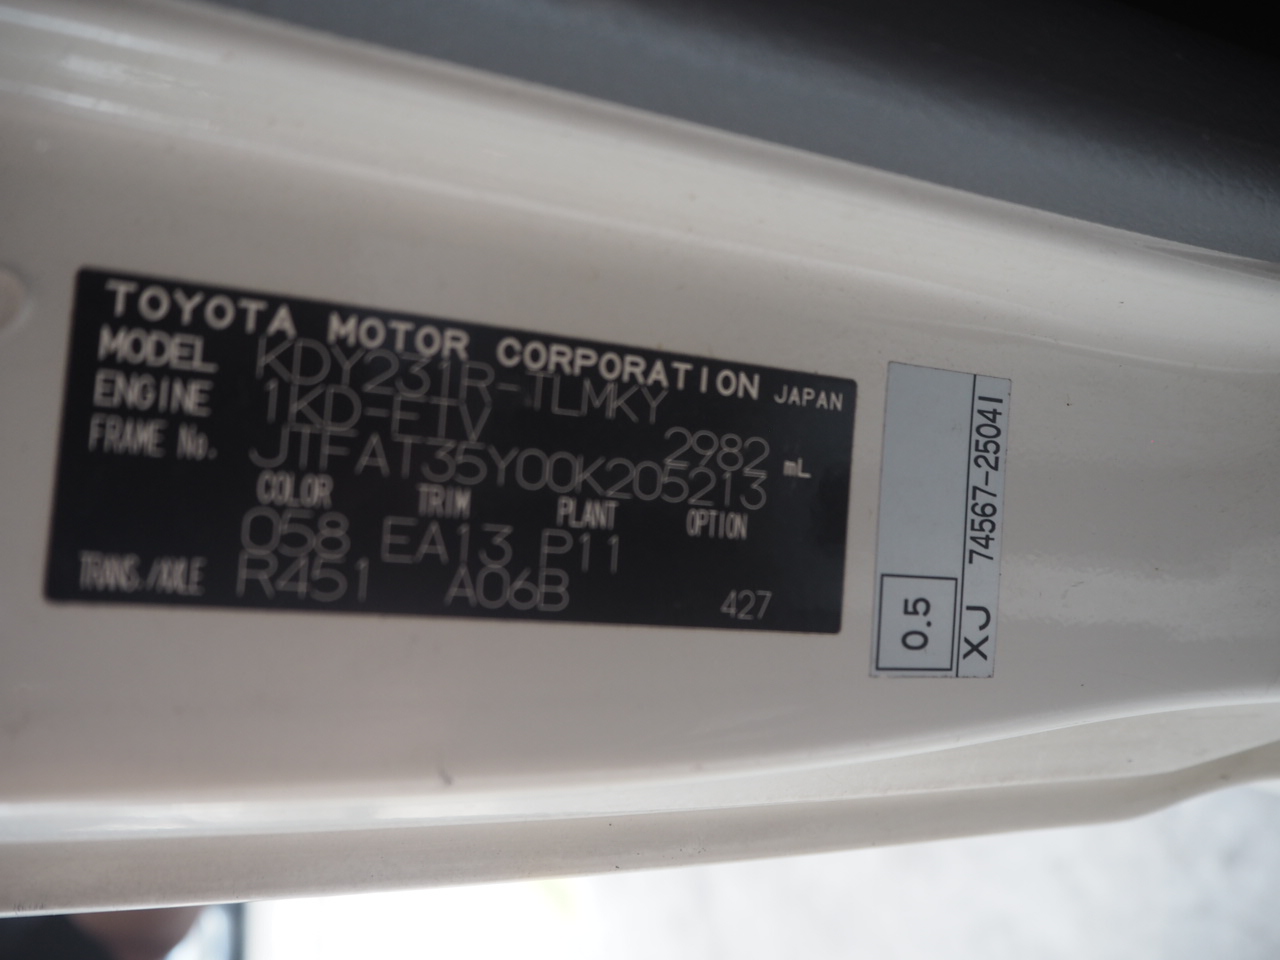 TOYOTA MOTOR CORPORATION JAPAN
MODEL KDY231R-TLMKY
ENGINE 1KD-FTV 2982 mL
FRAME No. JTFAT35Y00K205213
COLOR TRIM PLANT OPTION
058 EA13 P11
TRANS./AXLE R451 A06B 427
0.5
XJ 74567-25041